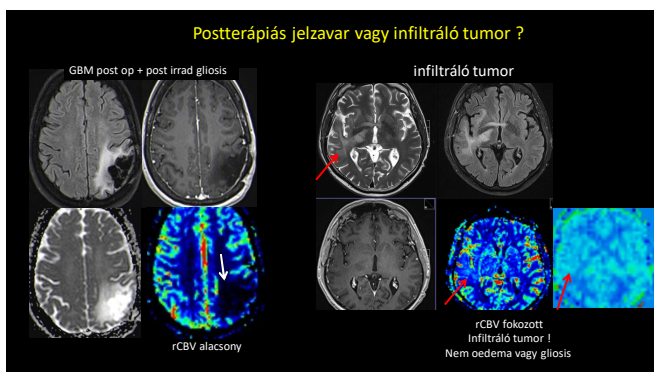 Postterápiás jelzavar vagy infiltráló tumor ?
GBM post op + post irrad gliosis
infiltráló tumor
rCBV alacsony
rCBV fokozott
Infiltráló tumor !
Nem oedema vagy gliosis